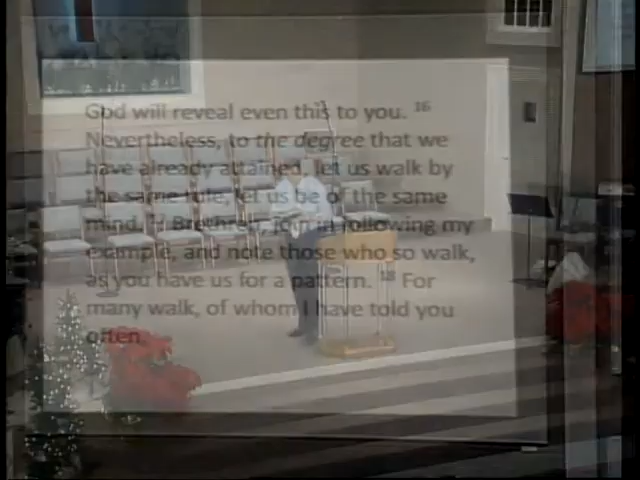 God will reveal even this to you. ¹⁶
Nevertheless, to the degree that we
have already attained, let us walk by
the same rule, let us be of the same
mind. ¹⁷ Brethren, join in following my
example, and note those who so walk,
as you have us for a pattern. ¹⁸ For
many walk, of whom I have told you
often,